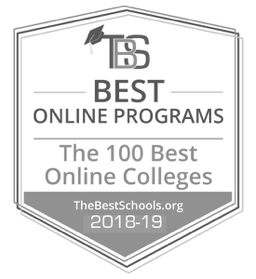 TBS
BEST
ONLINE PROGRAMS
The 100 Best
Online Colleges
TheBestSchools.org
2018-19